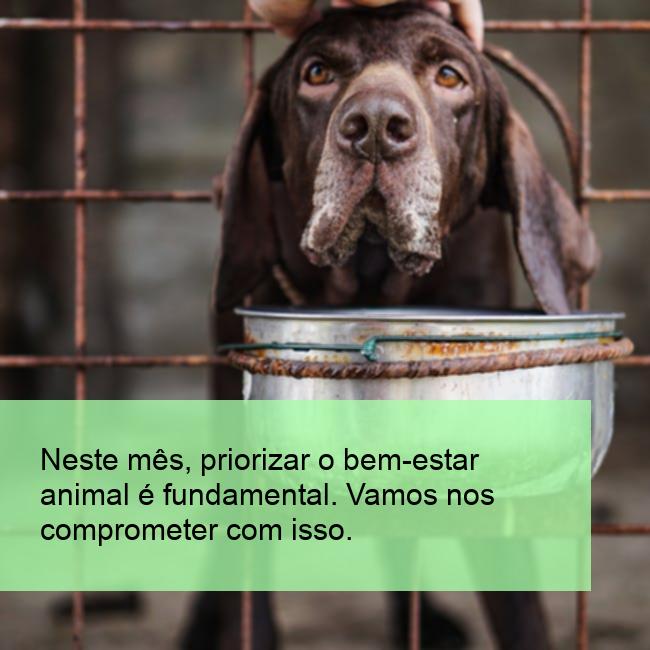 Neste mês, priorizar o bem-estar
animal é fundamental. Vamos nos
comprometer com isso.